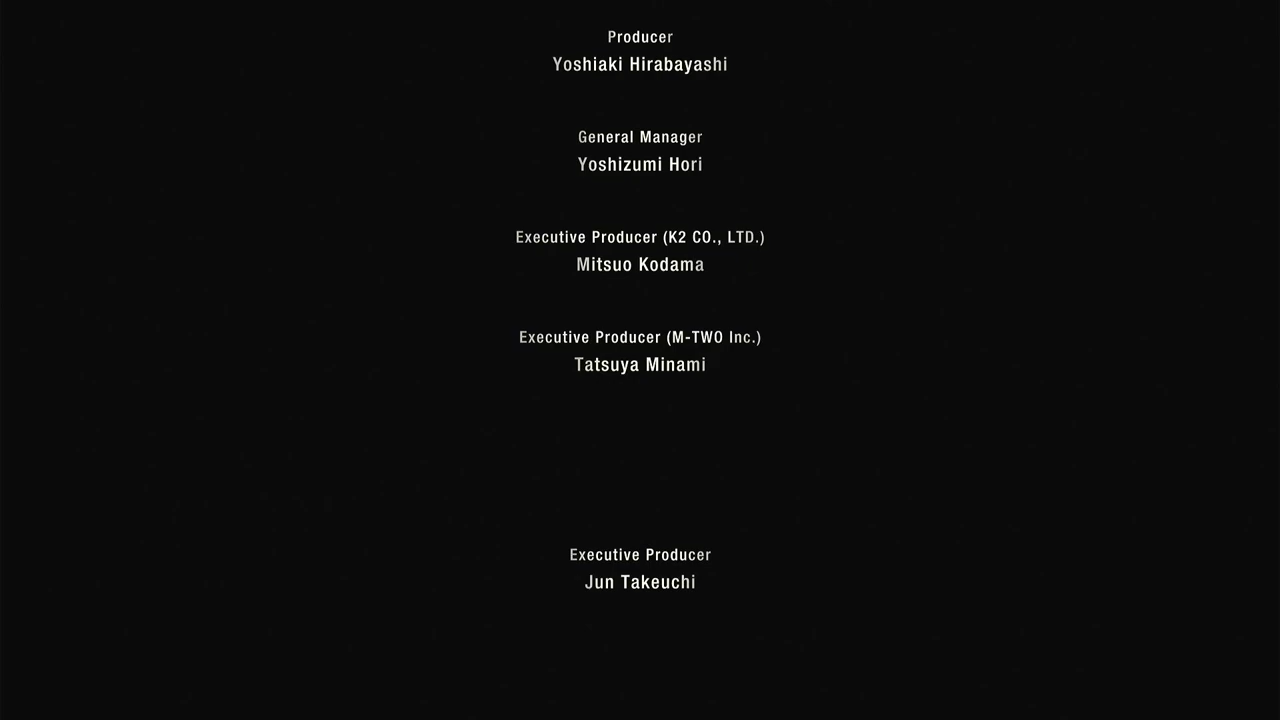 Producer
Yoshiaki Hirabayashi
General Manager
Yoshizumi Hori
Executive Producer (K2 CO., LTD.)
Mitsuo Kodama
Executive Producer (M-TWO Inc.)
Tatsuya Minami
Executive Producer
Jun Takeuchi